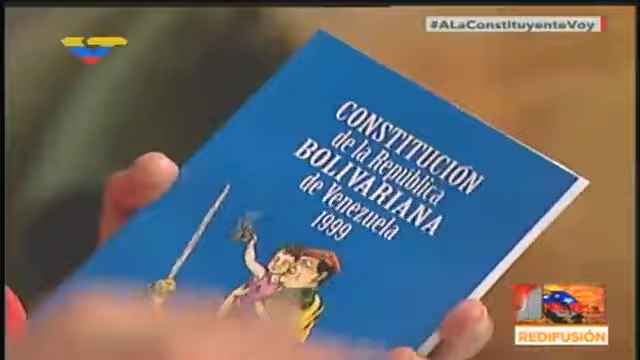 #ALaConstituyenteVoy
CONSTITUCIÓN
de la República
BOLIVARIANA
de Venezuela
1999
REDIFUSIÓN